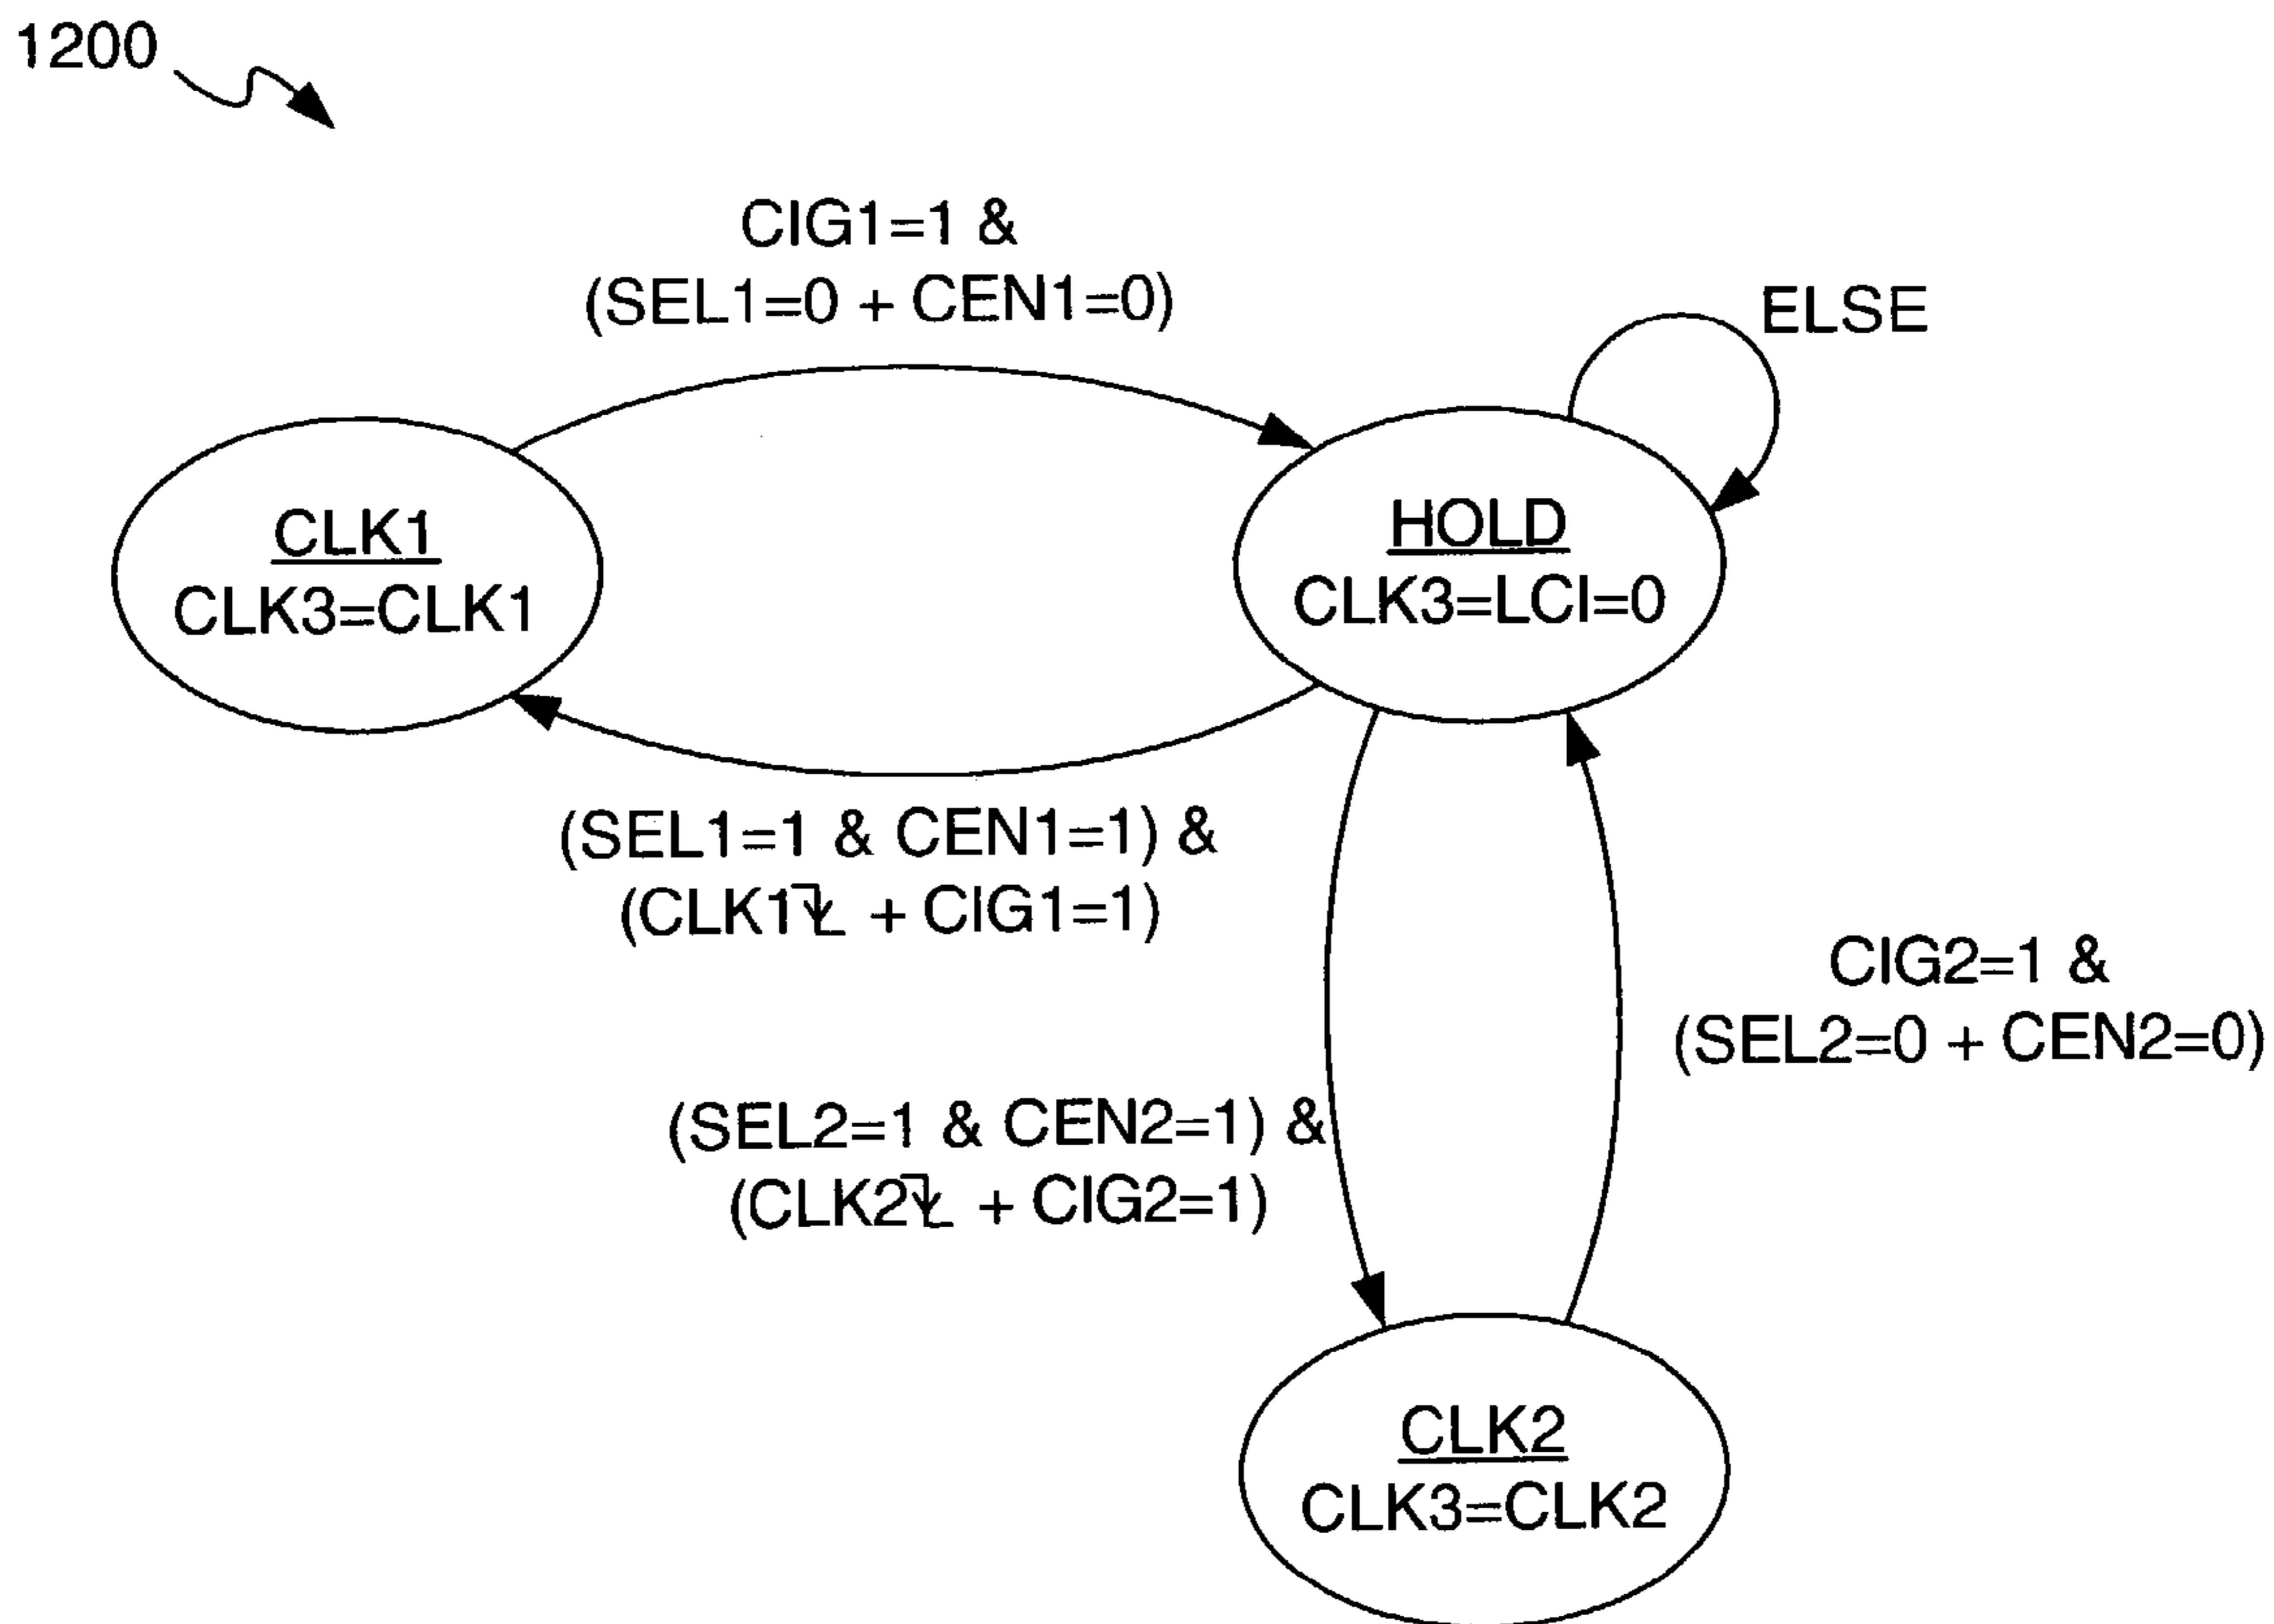 1200
CIG1=1 &
(SEL1=0 + CEN1=0)
ELSE
CLK1
CLK3=CLK1
HOLD
CLK3=LCI=0
(SEL1=1 & CEN1=1) &
(CLK1 + CIG1=1)
CIG2=1 &
(SEL2=0 + CEN2=0)
(SEL2=1 & CEN2=1) &
(CLK2 + CIG2=1)
CLK2
CLK3=CLK2